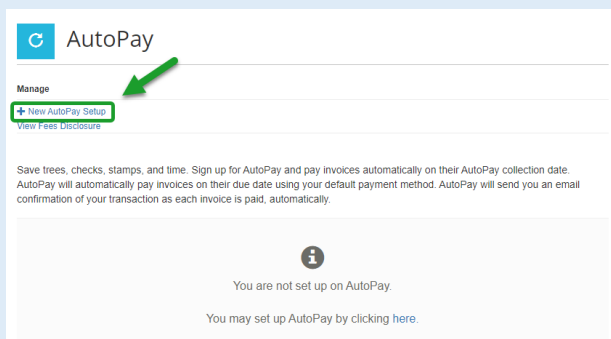 AutoPay
Manage
+ New AutoPay Setup
View Fees Disclosure
Save trees, checks, stamps, and time. Sign up for AutoPay and pay invoices automatically on their AutoPay collection date.
AutoPay will automatically pay invoices on their due date using your default payment method. AutoPay will send you an email
confirmation of your transaction as each invoice is paid, automatically.
You are not set up on AutoPay.
You may set up AutoPay by clicking here.